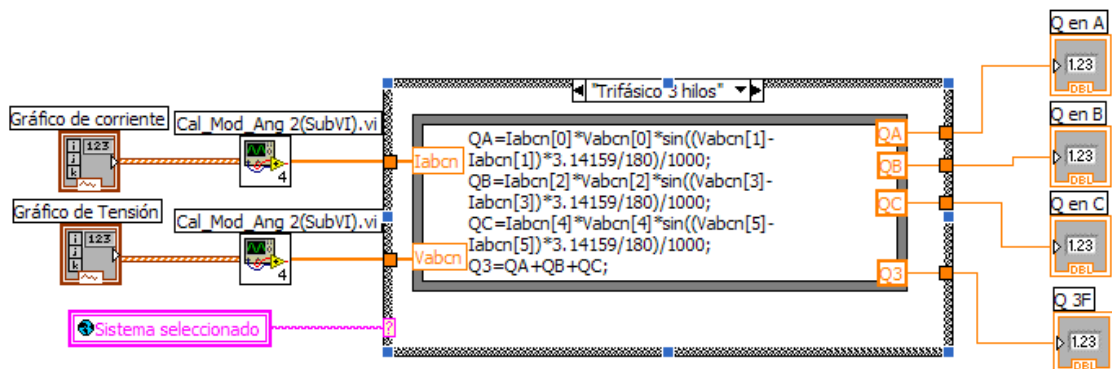 Q en A
1.23
DBL
"Trifásico 3 hilos"
Gráfico de corriente
Cal_Mod_Ang 2(SubVI).vi
i 123
j
k
4
Iabcn
QA=Iabcn[0]*Vabcn[0]*sin((Vabcn[1]-
Iabcn[1])*3.14159/180)/1000;
QB=Iabcn[2]*Vabcn[2]*sin((Vabcn[3]-
Iabcn[3])*3.14159/180)/1000;
QC=Iabcn[4]*Vabcn[4]*sin((Vabcn[5]-
Iabcn[5])*3.14159/180)/1000;
Q3=QA+QB+QC;
QA
QB
QC
Q3
Q en B
1.23
DBL
Gráfico de Tensión
Cal_Mod_Ang 2(SubVI).vi
i 123
j
k
4
Vabcn
Q en C
1.23
DBL
Sistema seleccionado
?
Q 3F
1.23
DBL